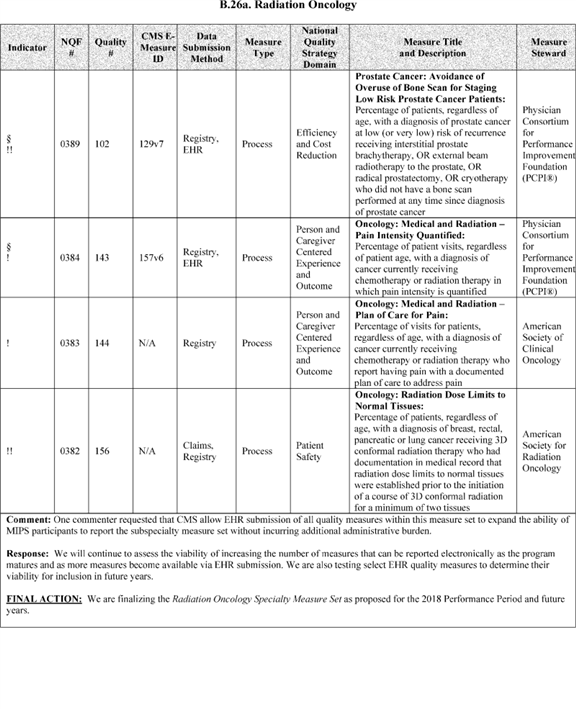 B.26a. Radiation Oncology
Indicator
NQF
#
Quality
#
CMS E-
Measure
ID
Data
Submission
Method
Measure
Type
National
Quality
Strategy
Domain
Measure Title
and Description
Measure
Steward
§
!!
0389
102
129v7
Registry,
EHR
Process
Efficiency
and Cost
Reduction
Prostate Cancer: Avoidance of
Overuse of Bone Scan for Staging
Low Risk Prostate Cancer Patients:
Percentage of patients, regardless of
age, with a diagnosis of prostate cancer
at low (or very low) risk of recurrence
receiving interstitial prostate
brachytherapy, OR external beam
radiotherapy to the prostate, OR
radical prostatectomy, OR cryotherapy
who did not have a bone scan
performed at any time since diagnosis
of prostate cancer
Physician
Consortium
for
Performance
Improvement
Foundation
(PCPI®)
§
!
0384
143
157v6
Registry,
EHR
Process
Person and
Caregiver
Centered
Experience
and
Outcome
Oncology: Medical and Radiation –
Pain Intensity Quantified:
Percentage of patient visits, regardless
of patient age, with a diagnosis of
cancer currently receiving
chemotherapy or radiation therapy in
which pain intensity is quantified
Physician
Consortium
for
Performance
Improvement
Foundation
(PCPI®)
!
0383
144
N/A
Registry
Process
Person and
Caregiver
Centered
Experience
and
Outcome
Oncology: Medical and Radiation –
Plan of Care for Pain:
Percentage of visits for patients,
regardless of age, with a diagnosis of
cancer currently receiving
chemotherapy or radiation therapy who
report having pain with a documented
plan of care to address pain
American
Society of
Clinical
Oncology
!!
0382
156
N/A
Claims,
Registry
Process
Patient
Safety
Oncology: Radiation Dose Limits to
Normal Tissues:
Percentage of patients, regardless of
age, with a diagnosis of breast, rectal,
pancreatic or lung cancer receiving 3D
conformal radiation therapy who had
documentation in medical record that
radiation dose limits to normal tissues
were established prior to the initiation
of a course of 3D conformal radiation
for a minimum of two tissues
American
Society for
Radiation
Oncology
Comment: One commenter requested that CMS allow EHR submission of all quality measures within this measure set to expand the ability of
MIPS participants to report the subspecialty measure set without incurring additional administrative burden.
Response: We will continue to assess the viability of increasing the number of measures that can be reported electronically as the program
matures and as more measures become available via EHR submission. We are also testing select EHR quality measures to determine their
viability for inclusion in future years.
FINAL ACTION: We are finalizing the Radiation Oncology Specialty Measure Set as proposed for the 2018 Performance Period and future
years.